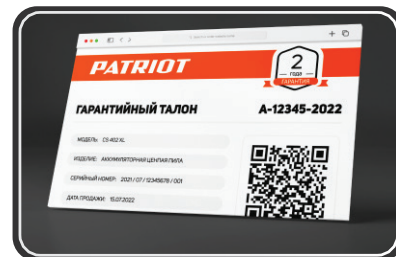 PATRIOT
2
ГОДА
ГАРАНТИЯ
ГАРАНТИЙНЫЙ ТАЛОН
А-12345-2022
МОДЕЛЬ: CS 402 XL
ИЗДЕЛИЕ: АККУМУЛЯТОРНАЯ ЦЕПНАЯ ПИЛА
СЕРИЙНЫЙ НОМЕР: 2021 / 07 / 12345678 / 001
ДАТА ПРОДАЖИ: 15.07.2022